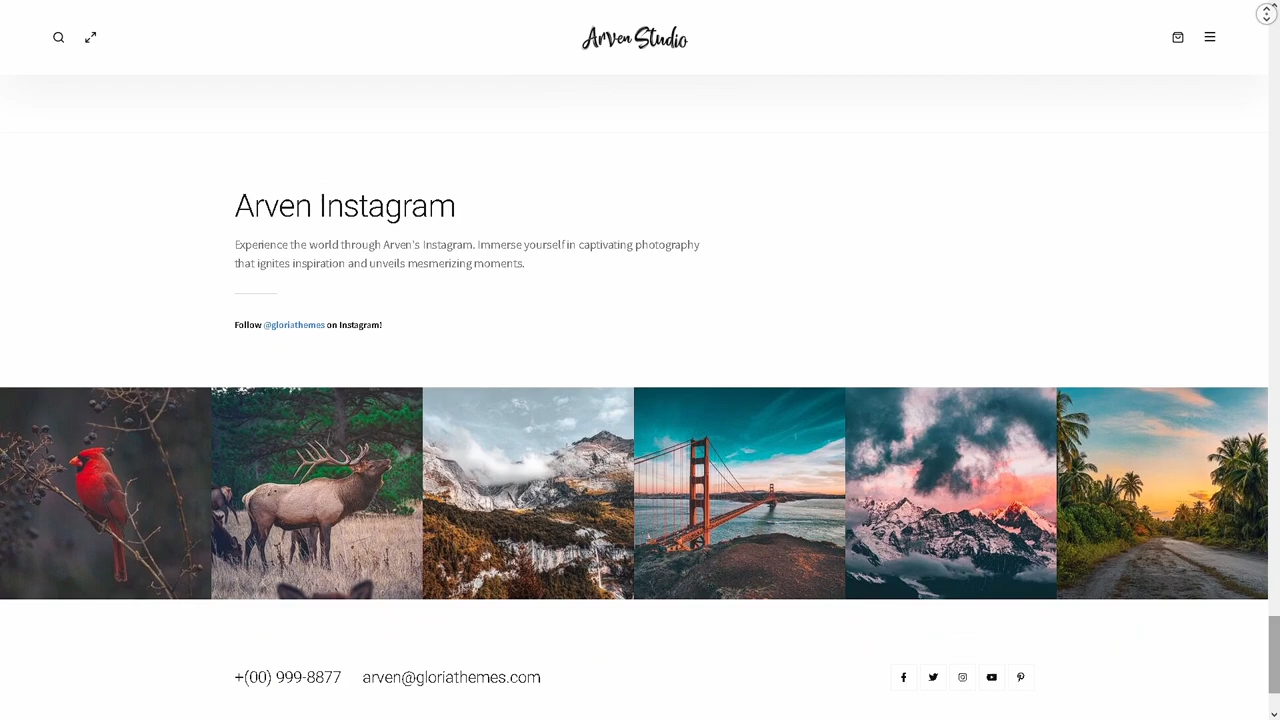 Arven Studio
Arven Instagram
Experience the world through Arven's Instagram. Immerse yourself in captivating photography
that ignites inspiration and unveils mesmerizing moments.
Follow @gloriathemes on Instagram!
+(00) 999-8877 arven@gloriathemes.com